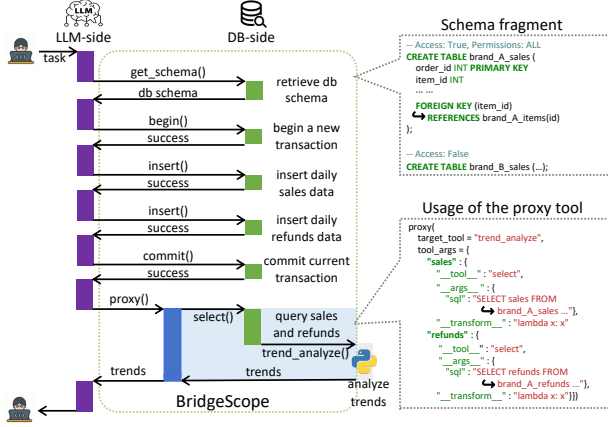 LLM-side
DB-side
task
get_schema()
db schema
retrieve db
schema
begin()
success
begin a new
transaction
insert()
success
insert daily
sales data
insert()
success
insert daily
refunds data
commit()
success
commit current
transaction
proxy()
select()
query sales
and refunds
trend_analyze()
trends
trends
analyze
trends
BridgeScope
Schema fragment
-- Access: True, Permissions: ALL
CREATE TABLE brand_A_sales (
order_id INT PRIMARY KEY
item_id INT
... ...
FOREIGN KEY (item_id)
REFERENCES brand_A_items(id)
);
-- Access: False
CREATE TABLE brand_B_sales (...);
Usage of the proxy tool
proxy(
target_tool = "trend_analyze",
tool_args = {
"sales" : {
"__tool__" : "select",
"__args__" : {
"sql" : "SELECT sales FROM
brand_A_sales ..."},
"__transform__" : "lambda x: x"
"refunds" : {
"__tool__" : "select",
"__args__" : {
"sql" : "SELECT refunds FROM
brand_A_refunds ..."},
"__transform__" : "lambda x: x"}})